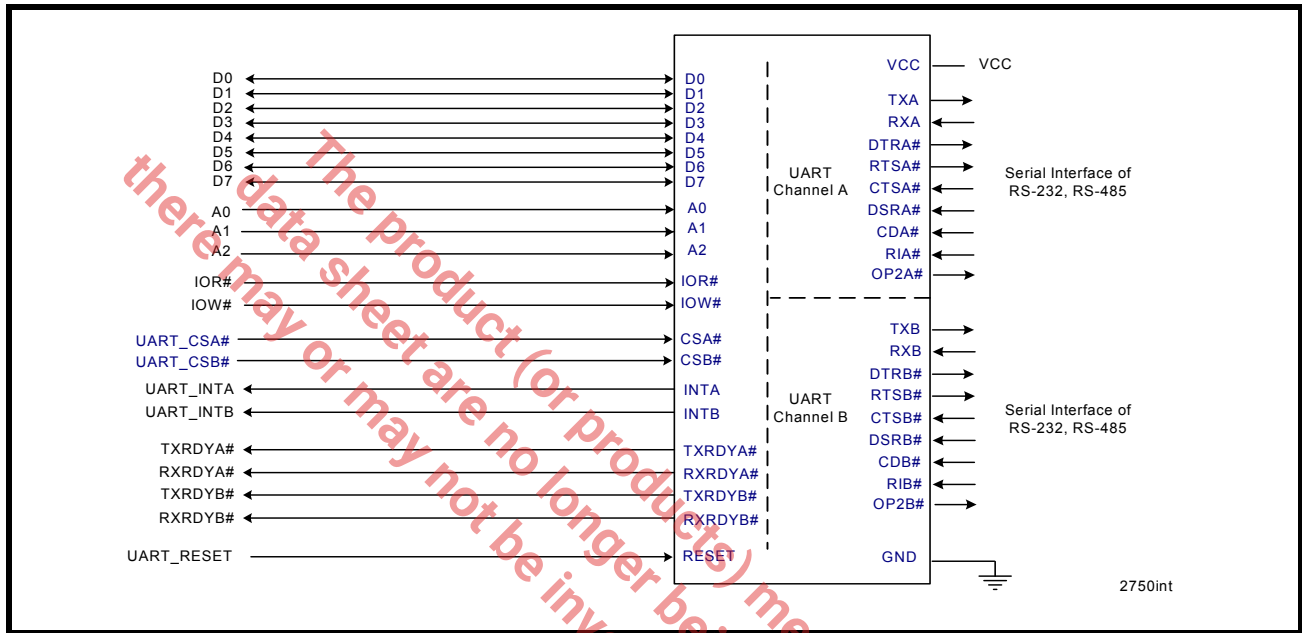 D0
D1
D2
D3
D4
D5
D6
D7
A0
A1
A2
IOR#
IOW#
UART_CSA#
UART_CSB#
UART_INTA
UART_INTB
TXRDYA#
RXRDYA#
TXRDYB#
RXRDYB#
UART_RESET
D0
D1
D2
D3
D4
D5
D6
D7
A0
A1
A2
IOR#
IOW#
CSA#
CSB#
INTA
INTB
TXRDYA#
RXRDYA#
TXRDYB#
RXRDYB#
RESET
UART
Channel A
UART
Channel B
VCC
TXA
RXA
DTRA#
RTSA#
CTSA#
DSRA#
CDA#
RIA#
OP2A#
TXB
RXB
DTRB#
RTSB#
CTSB#
DSRB#
CDB#
RIB#
OP2B#
GND
VCC
Serial Interface of
RS-232, RS-485
Serial Interface of
RS-232, RS-485
2750int
The product (or products) me
data sheet are no longer be
there may or may not be inv